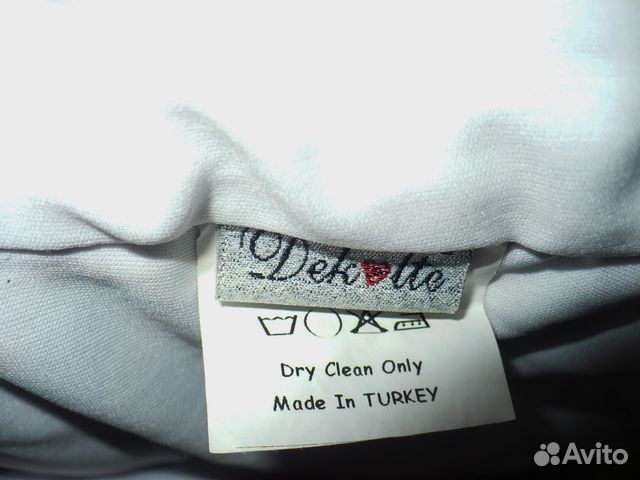 Dekolte
Dry Clean Only
Made In TURKEY
Avito